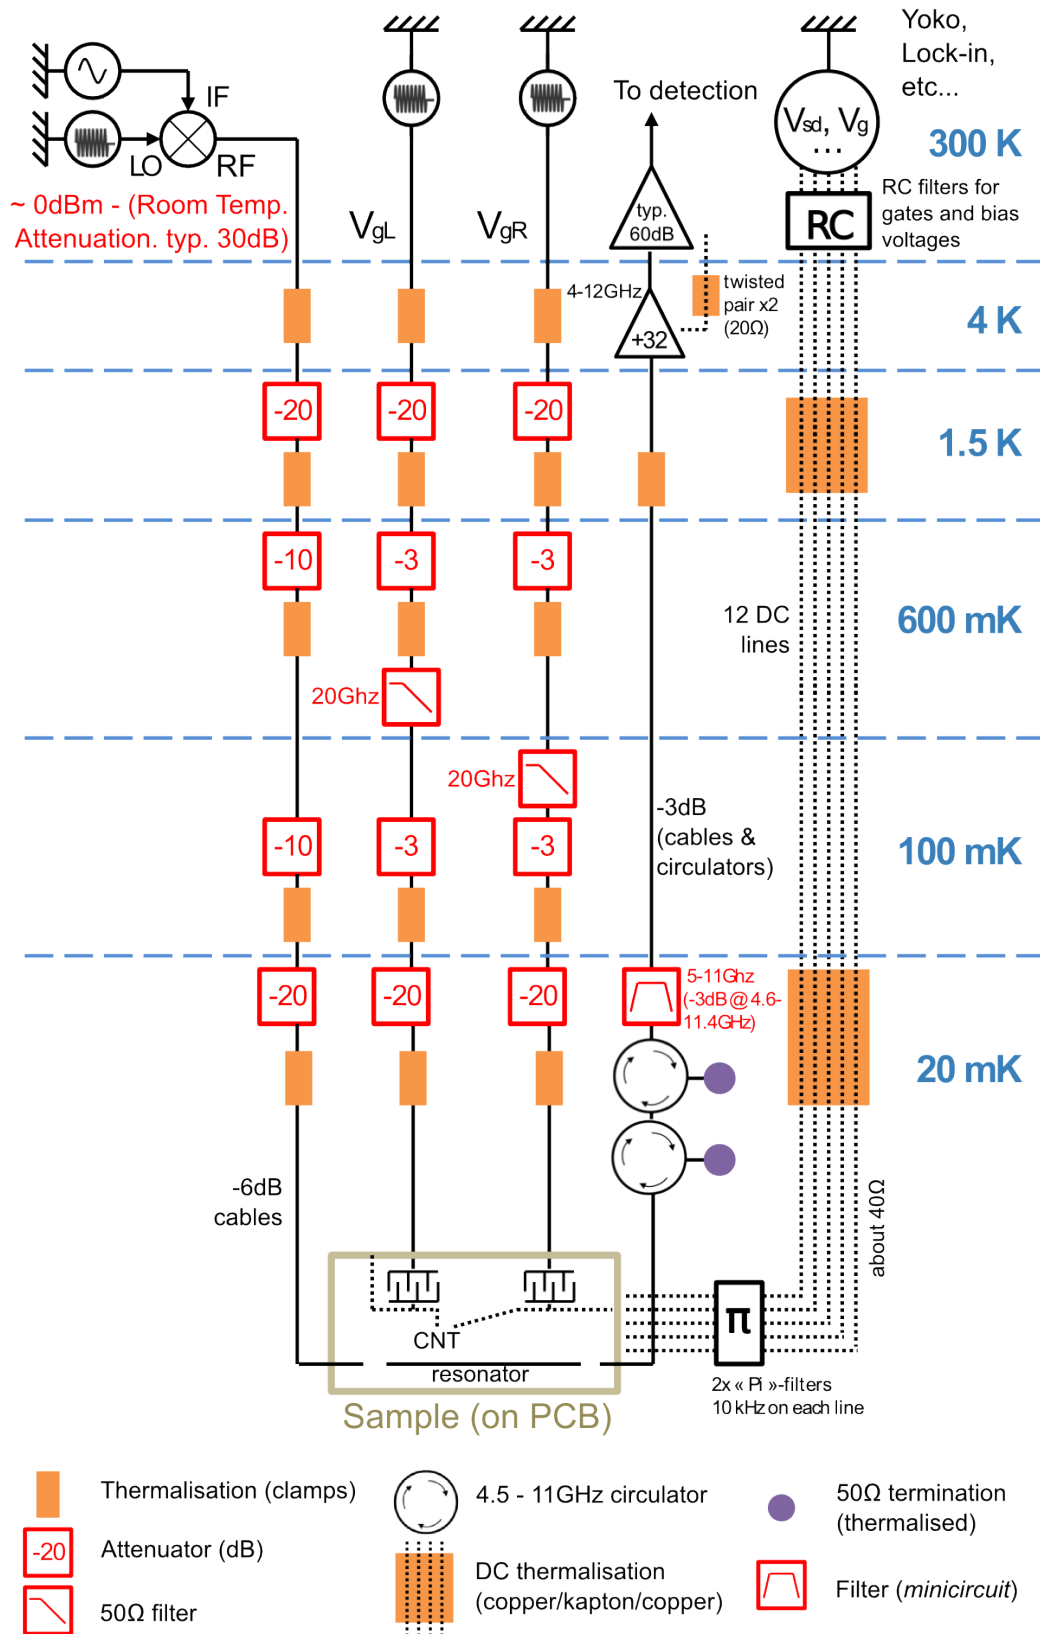 Yoko,
Lock-in,
etc...
IF
LO
RF
To detection
Vsd, Vg
...
300 K
~ 0dBm - (Room Temp.
Attenuation. typ. 30dB)
VgL
VgR
typ.
60dB
RC
RC filters for
gates and bias
voltages
4-12GHz
+32
twisted
pair x2
(20Ω)
4 K
-20
-20
-20
1.5 K
-10
-3
-3
12 DC
lines
600 mK
20Ghz
20Ghz
-10
-3
-3
-3dB
(cables &
circulators)
100 mK
-20
-20
-20
5-11Ghz
(-3dB@4.6-
11.4GHz)
20 mK
-6dB
cables
about 40Ω
CNT
resonator
π
Sample (on PCB)
2x « Pi »-filters
10 kHz on each line
Thermalisation (clamps)
4.5 - 11GHz circulator
50Ω termination
(thermalised)
-20
Attenuator (dB)
DC thermalisation
(copper/kapton/copper)
Filter (minicircuit)
50Ω filter